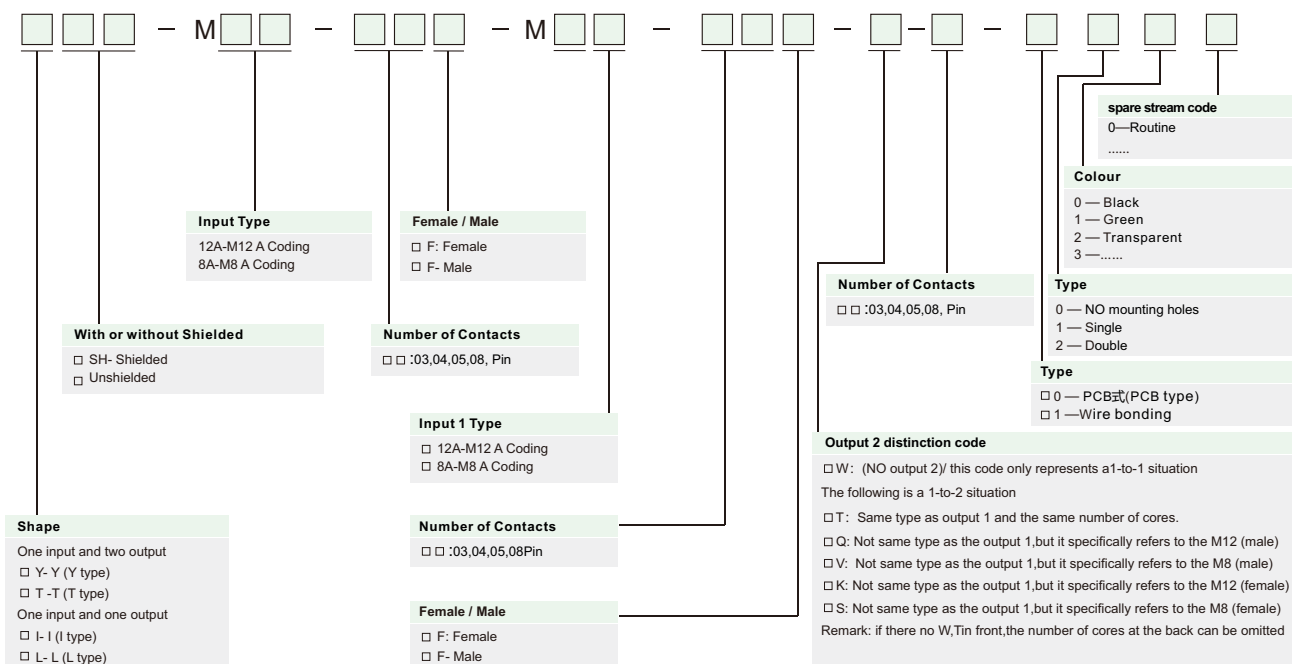 — M — — M — — — —
spare stream code
0—Routine
......
Colour
0 — Black
1 — Green
2 — Transparent
3 —......
Input Type
12A-M12 A Coding
8A-M8 A Coding
Female / Male
□ F: Female
□ F- Male
Number of Contacts
□ □ :03,04,05,08, Pin
Type
0 — NO mounting holes
1 — Single
2 — Double
With or without Shielded
□ SH- Shielded
□ Unshielded
Number of Contacts
□ □ :03,04,05,08, Pin
Type
□ 0 — PCB式(PCB type)
□ 1 —Wire bonding
Input 1 Type
□ 12A-M12 A Coding
□ 8A-M8 A Coding
Output 2 distinction code
□ W: (NO output 2)/ this code only represents a1-to-1 situation
The following is a 1-to-2 situation
□ T: Same type as output 1 and the same number of cores.
□ Q: Not same type as the output 1,but it specifically refers to the M12 (male)
□ V: Not same type as the output 1,but it specifically refers to the M8 (male)
□ K: Not same type as the output 1,but it specifically refers to the M12 (female)
□ S: Not same type as the output 1,but it specifically refers to the M8 (female)
Remark: if there no W,Tin front,the number of cores at the back can be omitted
Shape
One input and two output
□ Y- Y (Y type)
□ T -T (T type)
One input and one output
□ I- I (I type)
□ L- L (L type)
Number of Contacts
□ □ :03,04,05,08Pin
Female / Male
□ F: Female
□ F- Male